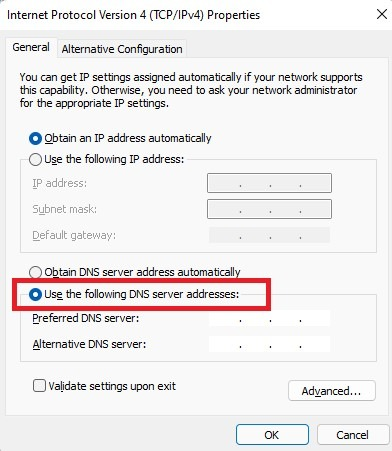 Internet Protocol Version 4 (TCP/IPv4) Properties
General
Alternative Configuration
You can get IP settings assigned automatically if your network supports
this capability. Otherwise, you need to ask your network administrator
for the appropriate IP settings.
Obtain an IP address automatically
Use the following IP address:
IP address:
Subnet mask:
Default gateway:
Obtain DNS server address automatically
Use the following DNS server addresses:
Preferred DNS server:
Alternative DNS server:
Validate settings upon exit
Advanced...
OK
Cancel